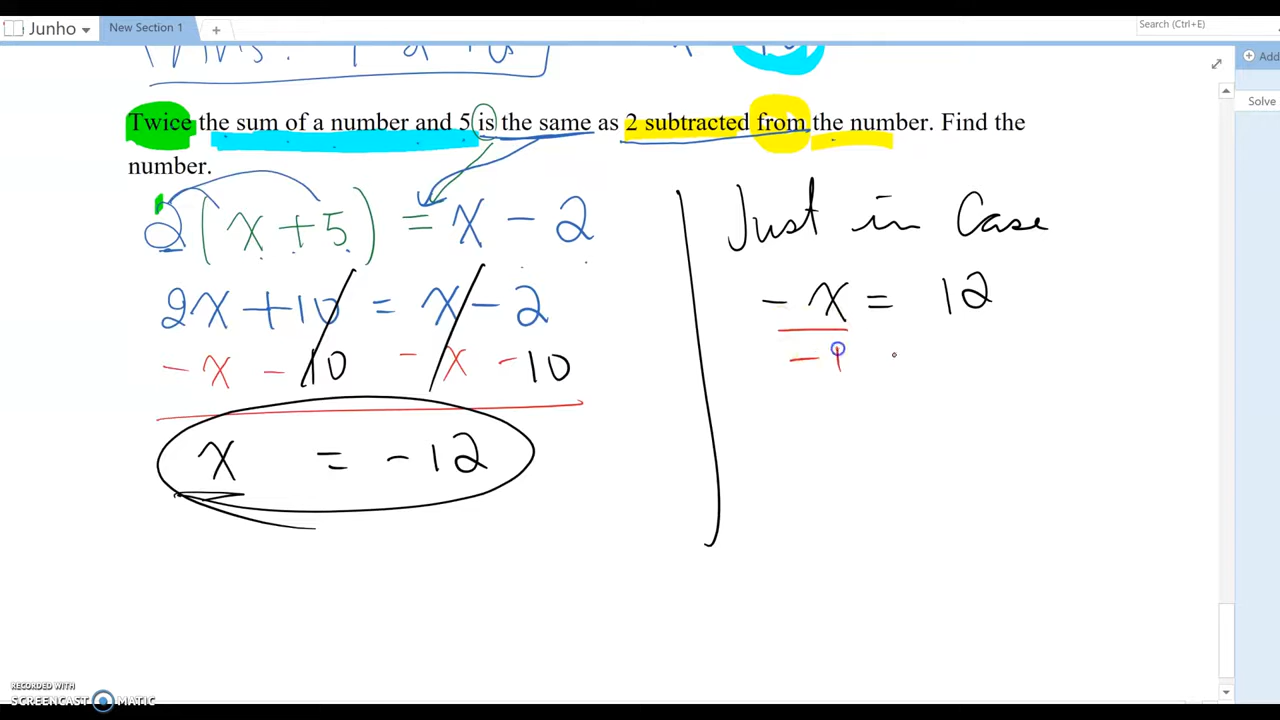 Junho
New Section 1
+
Search (Ctrl+E)
Add
Solve
Twice the sum of a number and 5 is the same as 2 subtracted from the number. Find the
number.
2(x + 5) = x - 2
2x + 10 = x - 2
- x - 10 - x - 10
x = -12
Just in Case
- x = 12
-1
RECORDED WITH
SCREENCAST MATIC